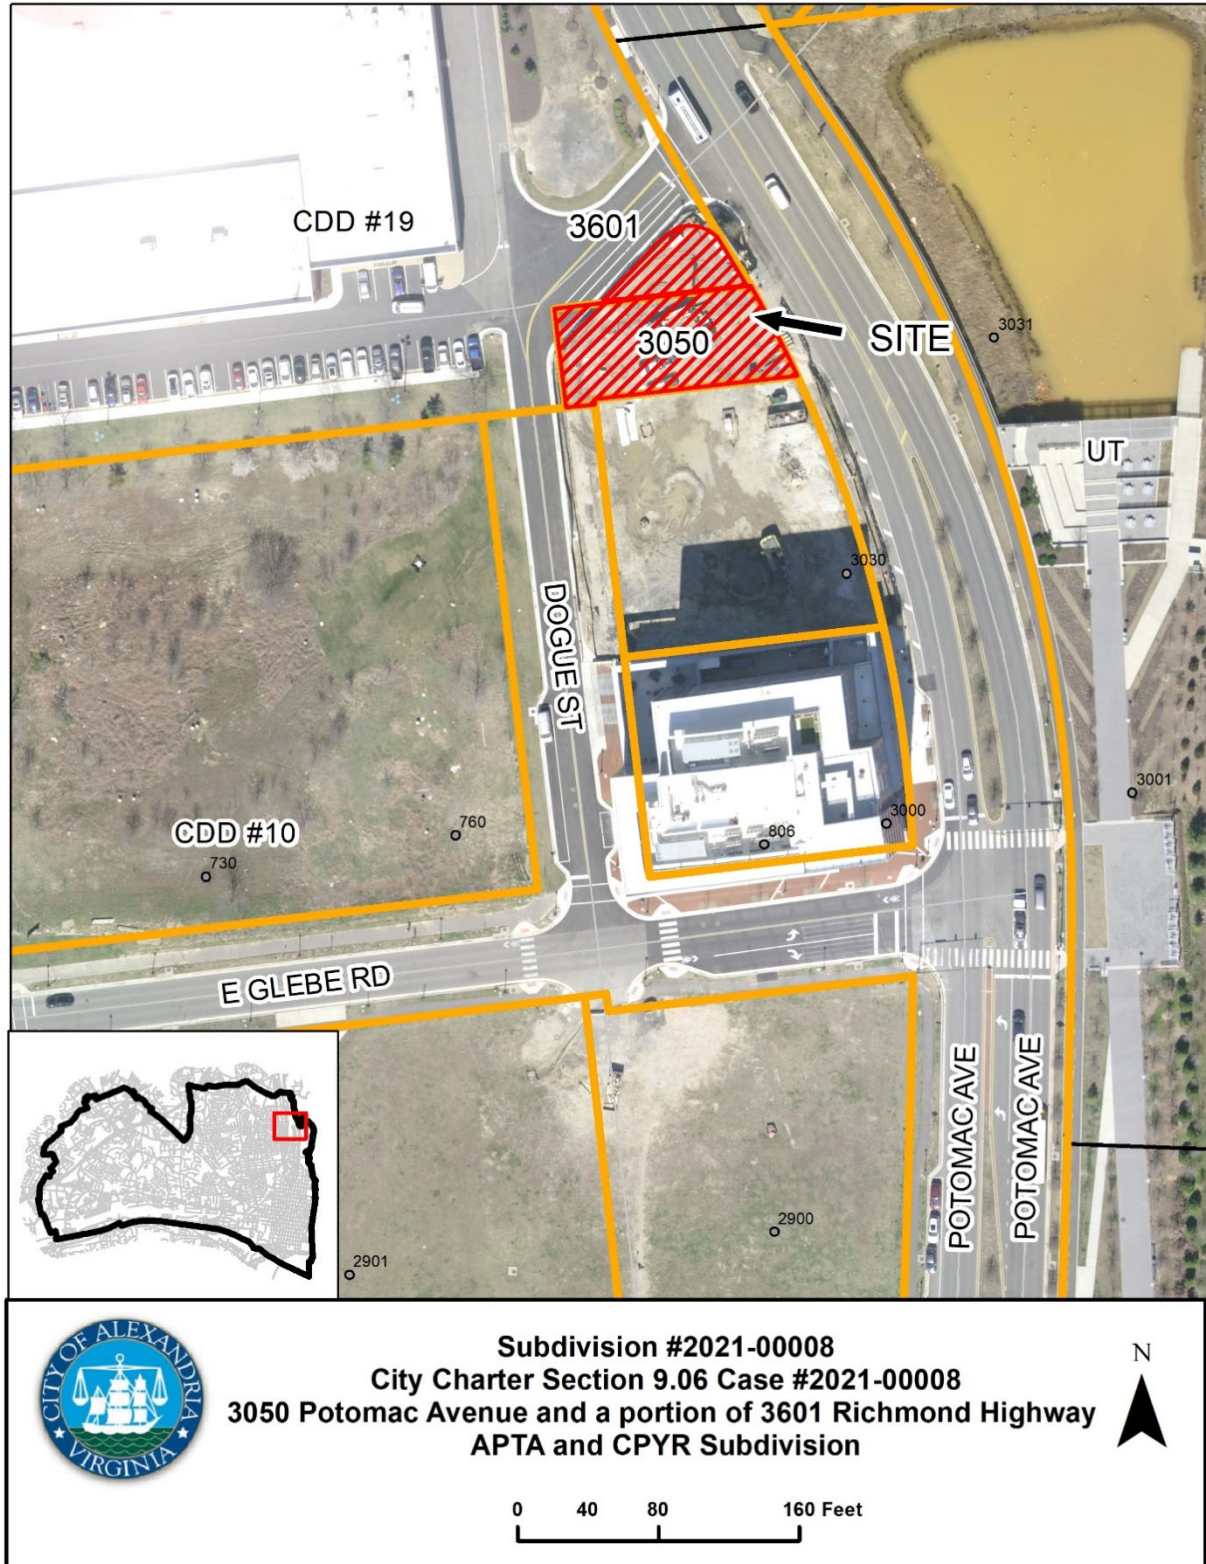 CDD #19
3601
3050
SITE
3031
UT
3030
DOGUE ST
3001
3000
806
760
CDD #10
730
E GLEBE RD
POTOMAC AVE
POTOMAC AVE
2900
2901
CITY OF ALEXANDRIA
VIRGINIA
Subdivision #2021-00008
City Charter Section 9.06 Case #2021-00008
3050 Potomac Avenue and a portion of 3601 Richmond Highway
APTA and CPYR Subdivision
N
0 40 80 160 Feet